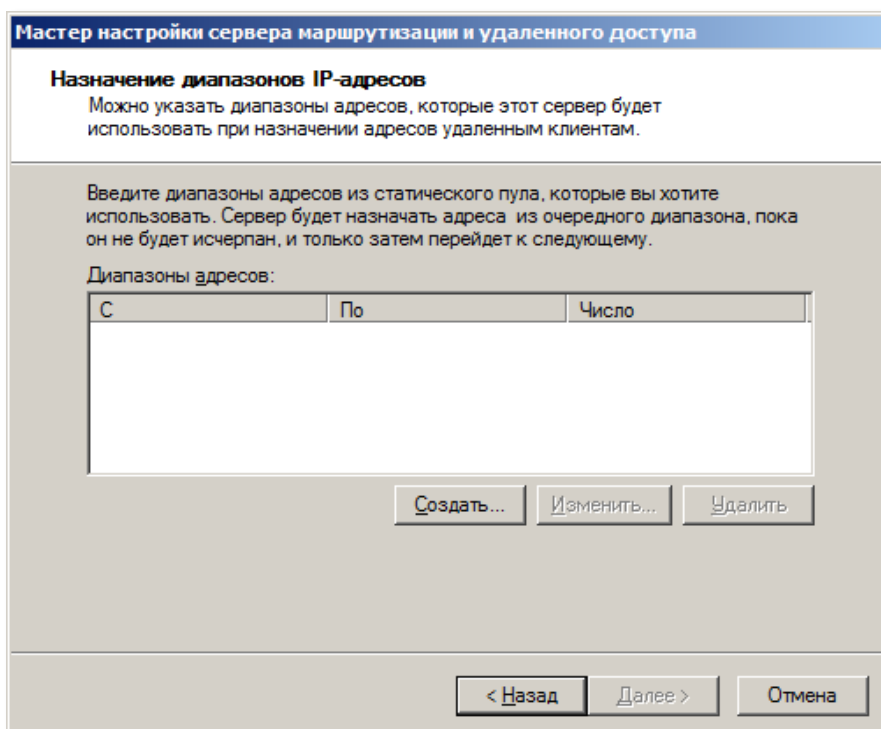 Мастер настройки сервера маршрутизации и удаленного доступа
Назначение диапазонов IP-адресов
Можно указать диапазоны адресов, которые этот сервер будет
использовать при назначении адресов удаленным клиентам.
Введите диапазоны адресов из статического пула, которые вы хотите
использовать. Сервер будет назначать адреса из очередного диапазона, пока
он не будет исчерпан, и только затем перейдет к следующему.
Диапазоны адресов:
С По Число
Создать... Изменить... Удалить
< Назад Далее > Отмена